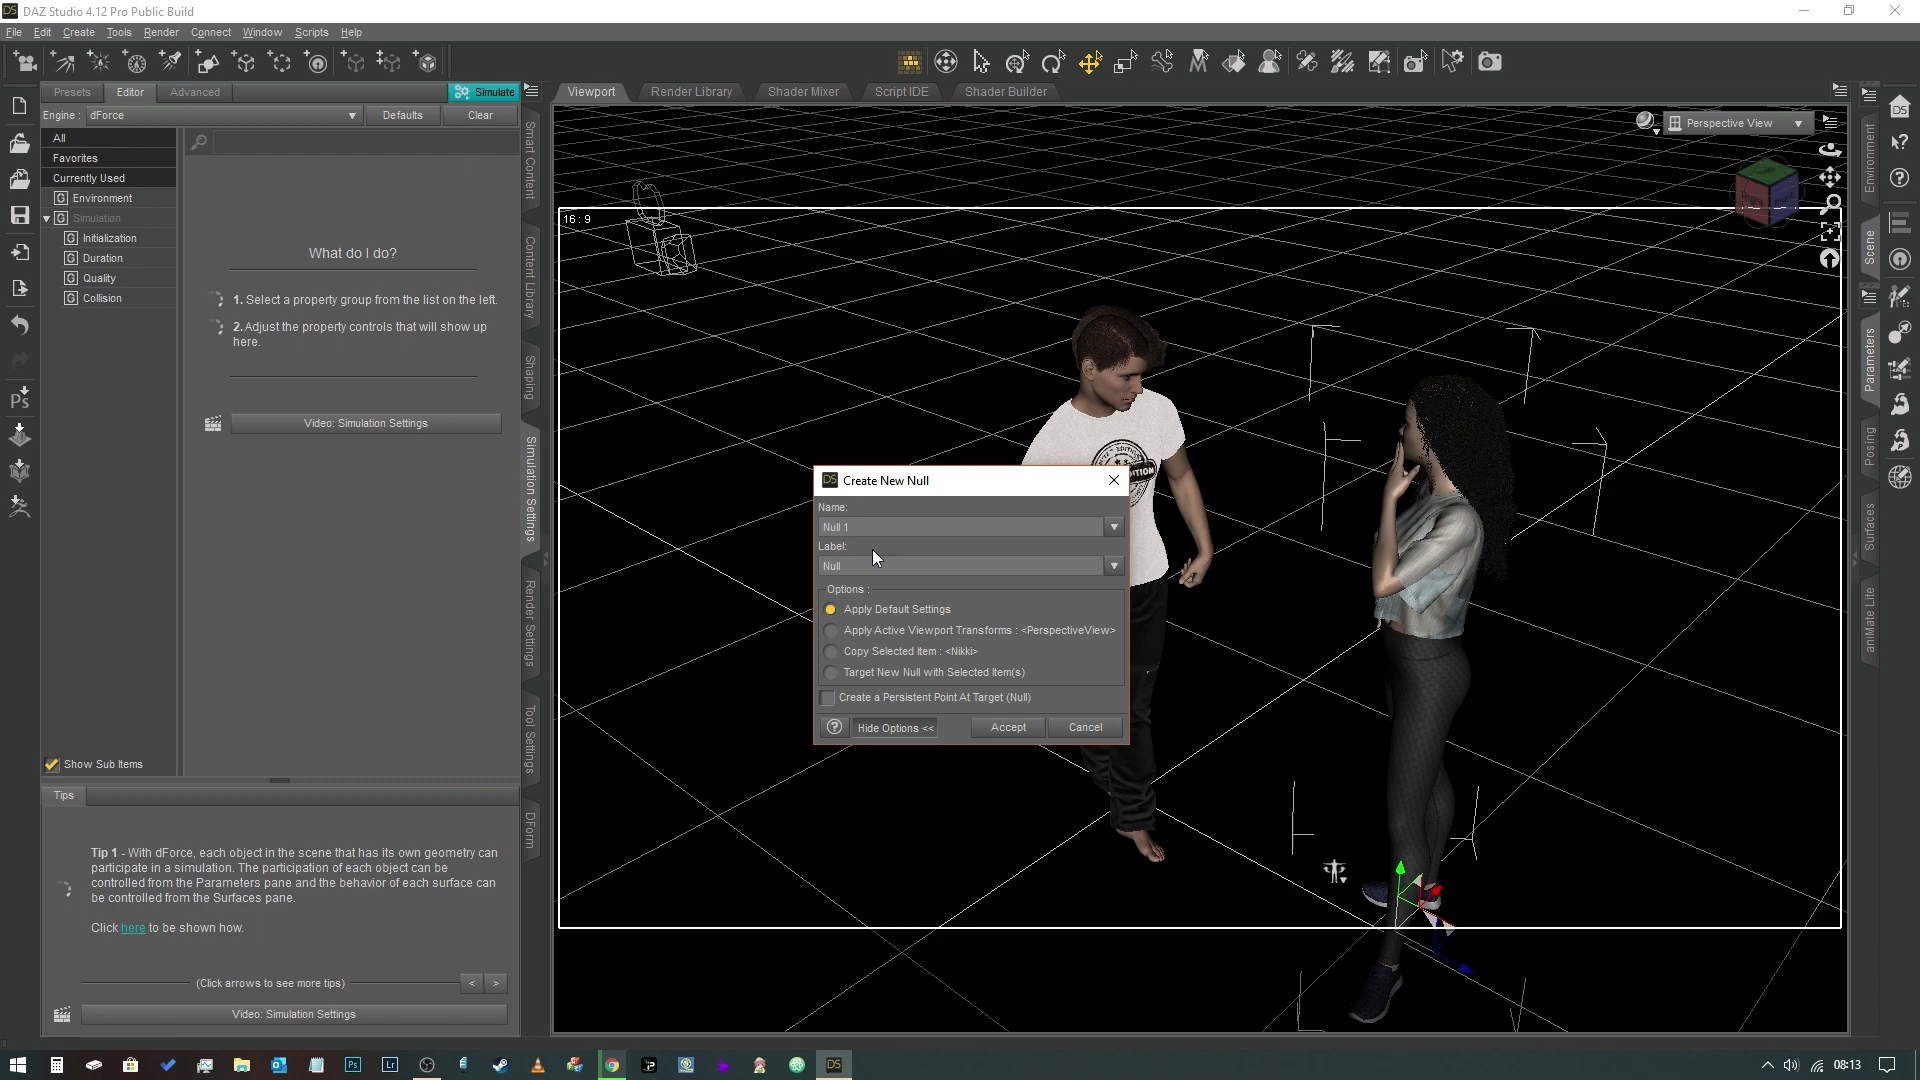 DS DAZ Studio 4.12 Pro Public Build
File Edit Create Tools Render Connect Window Scripts Help
Presets Editor Advanced Simulate
Engine : dForce Defaults Clear
All
Favorites
Currently Used
G Environment
G Simulation
G Initialization
G Duration
G Quality
G Collision
What do I do?
1. Select a property group from the list on the left.
2. Adjust the property controls that will show up
here.
Video: Simulation Settings
Show Sub Items
Tips
Tip 1 - With dForce, each object in the scene that has its own geometry can
participate in a simulation. The participation of each object can be
controlled from the Parameters pane and the behavior of each surface can
be controlled from the Surfaces pane.
Click here to be shown how.
(Click arrows to see more tips) < >
Video: Simulation Settings
Smart Content
Content Library
Shaping
Simulation Settings
Render Settings
Tool Settings
DForm
Viewport Render Library Shader Mixer Script IDE Shader Builder
Perspective View
16 : 9
EDITION
DS Create New Null
Name:
Null 1
Label:
Null
Options :
Apply Default Settings
Apply Active Viewport Transforms : <PerspectiveView>
Copy Selected Item : <Nikki>
Target New Null with Selected Item(s)
Create a Persistent Point At Target (Null)
? Hide Options << Accept Cancel
Environment
Scene
Parameters
Posing
Surfaces
aniMate Lite
DS
PS
Ps Lr DS 08:13